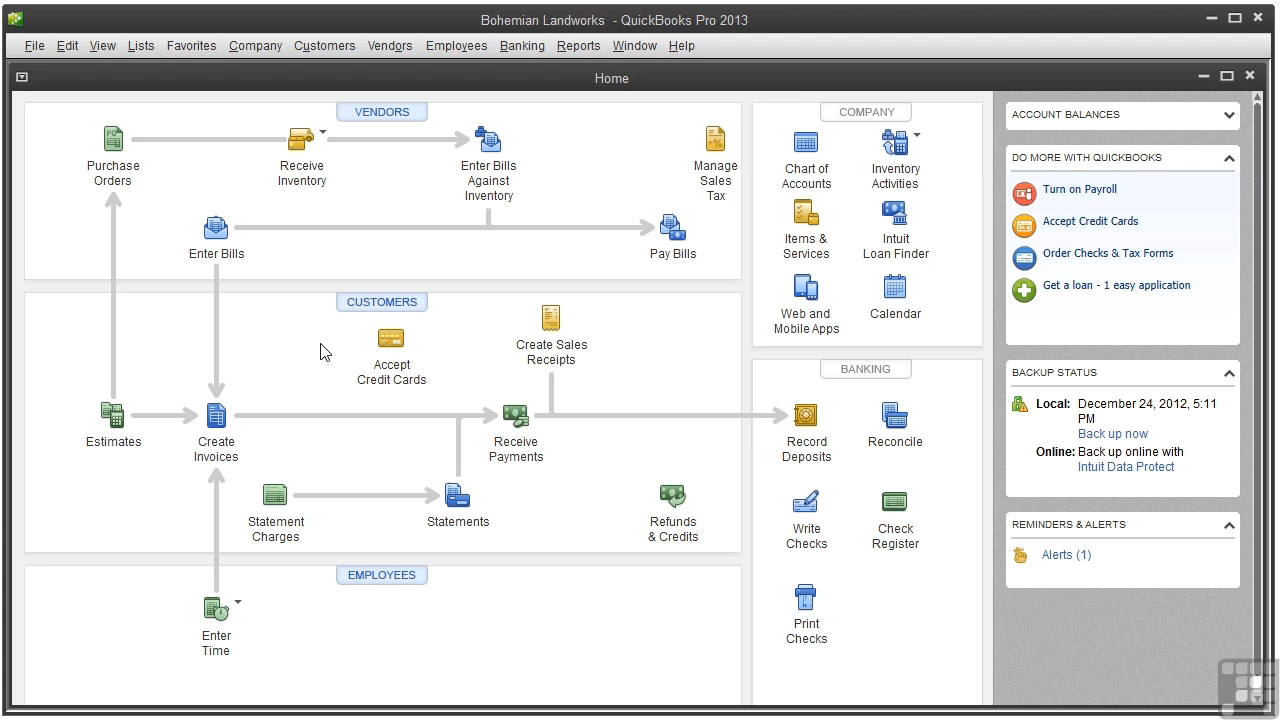 Bohemian Landworks - QuickBooks Pro 2013
File Edit View Lists Favorites Company Customers Vendors Employees Banking Reports Window Help
Home
VENDORS
Purchase
Orders
Receive
Inventory
Enter Bills
Against
Inventory
Manage
Sales
Tax
Enter Bills
Pay Bills
CUSTOMERS
Accept
Credit Cards
Create Sales
Receipts
Estimates
Create
Invoices
Receive
Payments
Statement
Charges
Statements
Refunds
& Credits
EMPLOYEES
Enter
Time
COMPANY
Chart of
Accounts
Inventory
Activities
Items &
Services
Intuit
Loan Finder
Web and
Mobile Apps
Calendar
BANKING
Record
Deposits
Reconcile
Write
Checks
Check
Register
Print
Checks
ACCOUNT BALANCES
DO MORE WITH QUICKBOOKS
Turn on Payroll
Accept Credit Cards
Order Checks & Tax Forms
Get a loan - 1 easy application
BACKUP STATUS
Local: December 24, 2012, 5:11
PM
Back up now
Online: Back up online with
Intuit Data Protect
REMINDERS & ALERTS
Alerts (1)